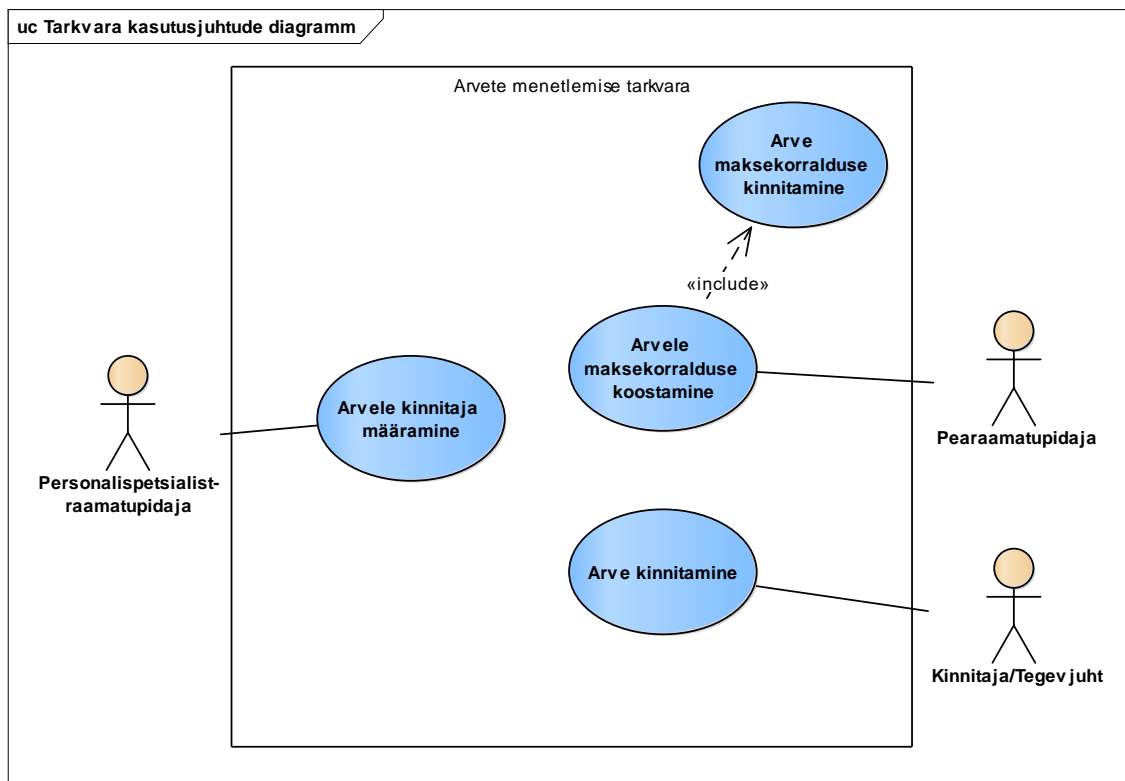 uc Tarkvara kasutusjuhtude diagramm
Arvete menetlemise tarkvara
Arve
maksekorralduse
kinnitamine
«include»
Arvele
maksekorralduse
koostamine
Arvele kinnitaja
määramine
Personalispetsialist-
raamatupidaja
Pearaamatupidaja
Arve kinnitamine
Kinnitaja/Tegevjuht